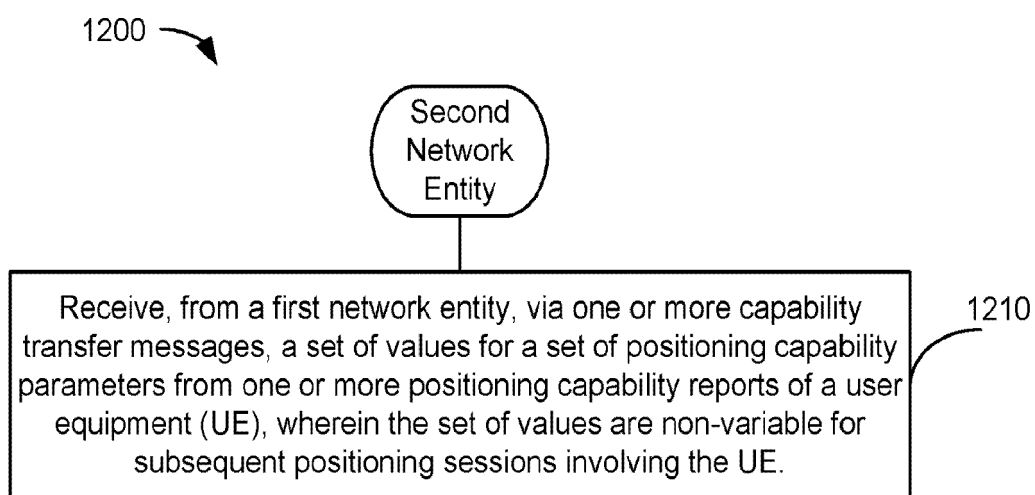 1200
Second
Network
Entity
Receive, from a first network entity, via one or more capability
transfer messages, a set of values for a set of positioning capability
parameters from one or more positioning capability reports of a user
equipment (UE), wherein the set of values are non-variable for
subsequent positioning sessions involving the UE.
1210